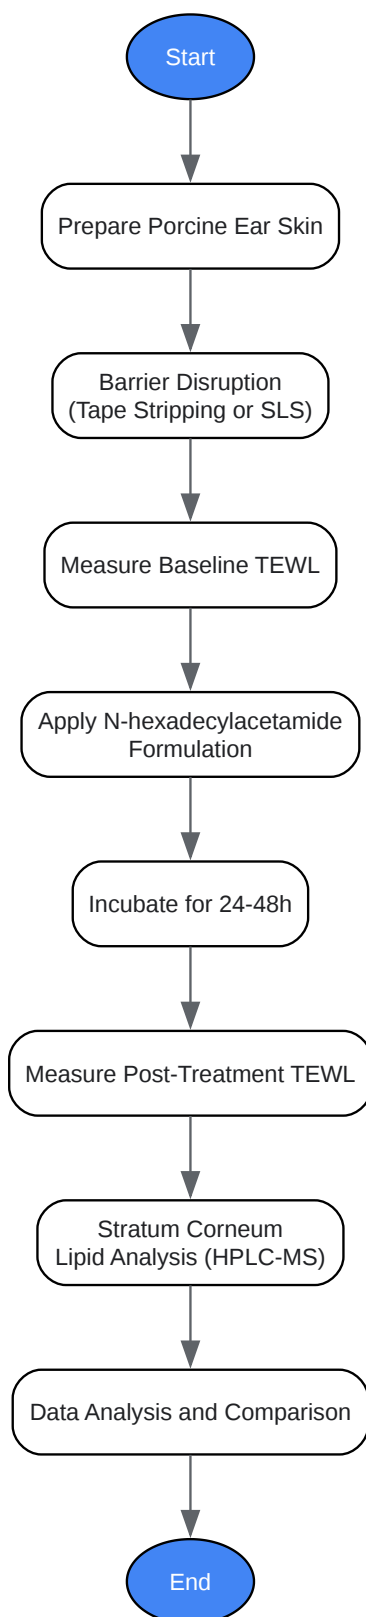 Start
Prepare Porcine Ear Skin
Barrier Disruption
(Tape Stripping or SLS)
Measure Baseline TEWL
Apply N-hexadecylacetamide
Formulation
Incubate for 24-48h
Measure Post-Treatment TEWL
Stratum Corneum
Lipid Analysis (HPLC-MS)
Data Analysis and Comparison
End